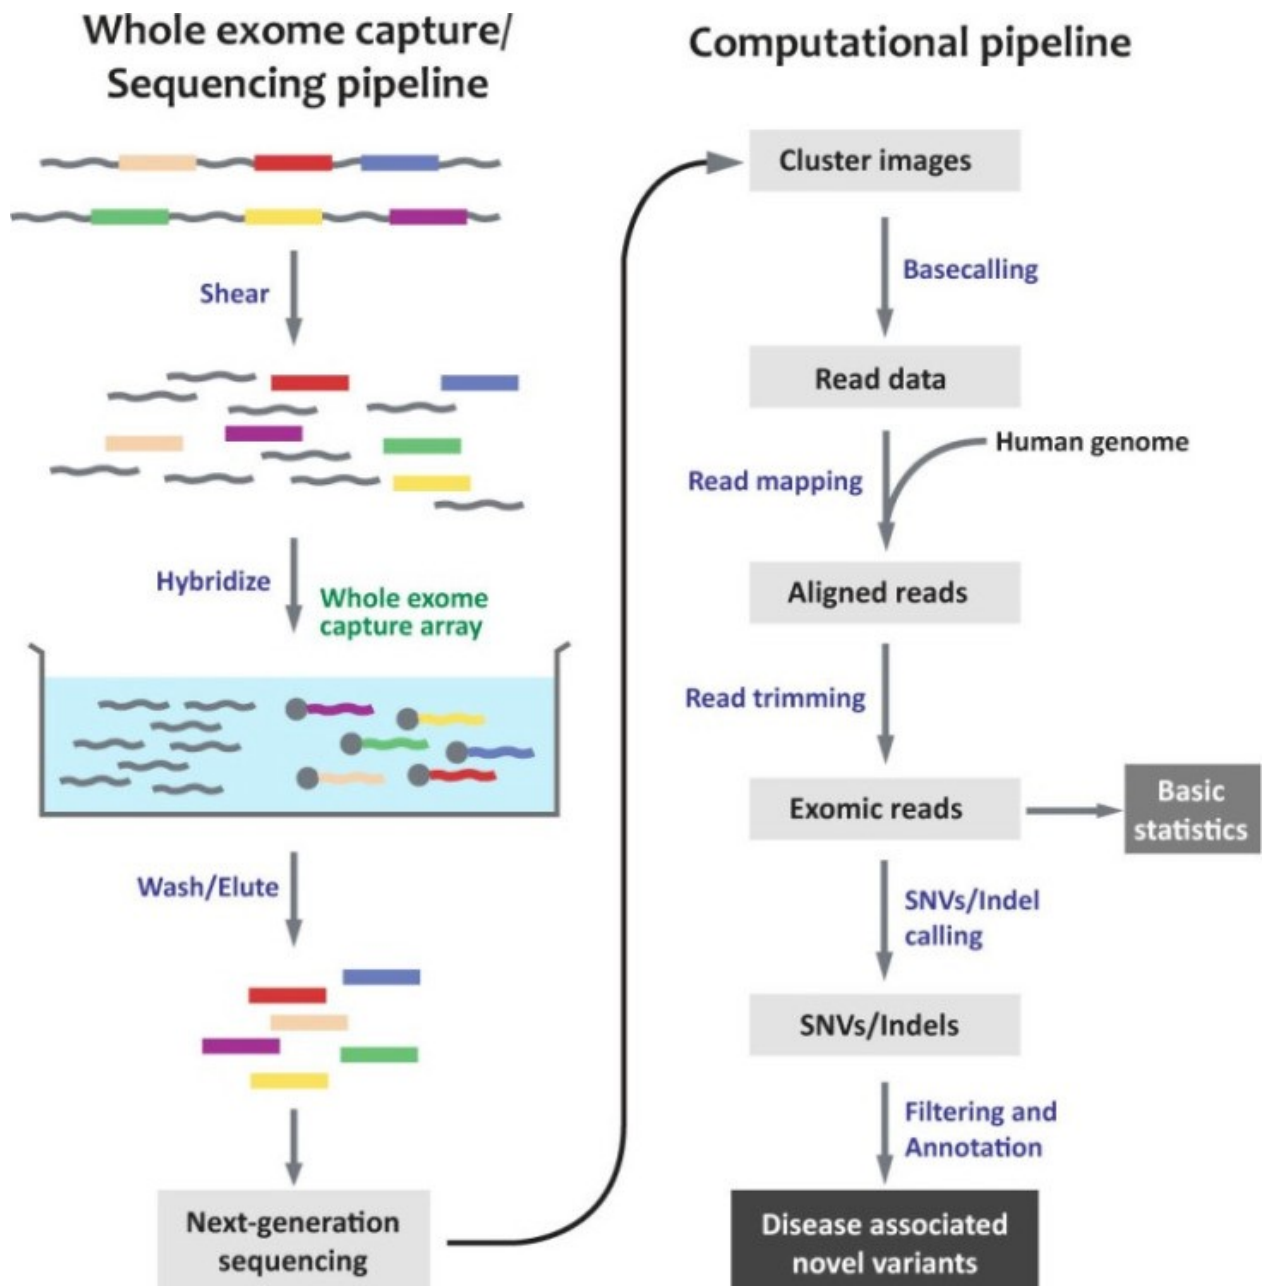 Whole exome capture/
Sequencing pipeline
Shear
Hybridize
Whole exome
capture array
Wash/Elute
Next-generation
sequencing
Computational pipeline
Cluster images
Basecalling
Read data
Human genome
Read mapping
Aligned reads
Read trimming
Exomic reads
Basic
statistics
SNVs/Indel
calling
SNVs/Indels
Filtering and
Annotation
Disease associated
novel variants